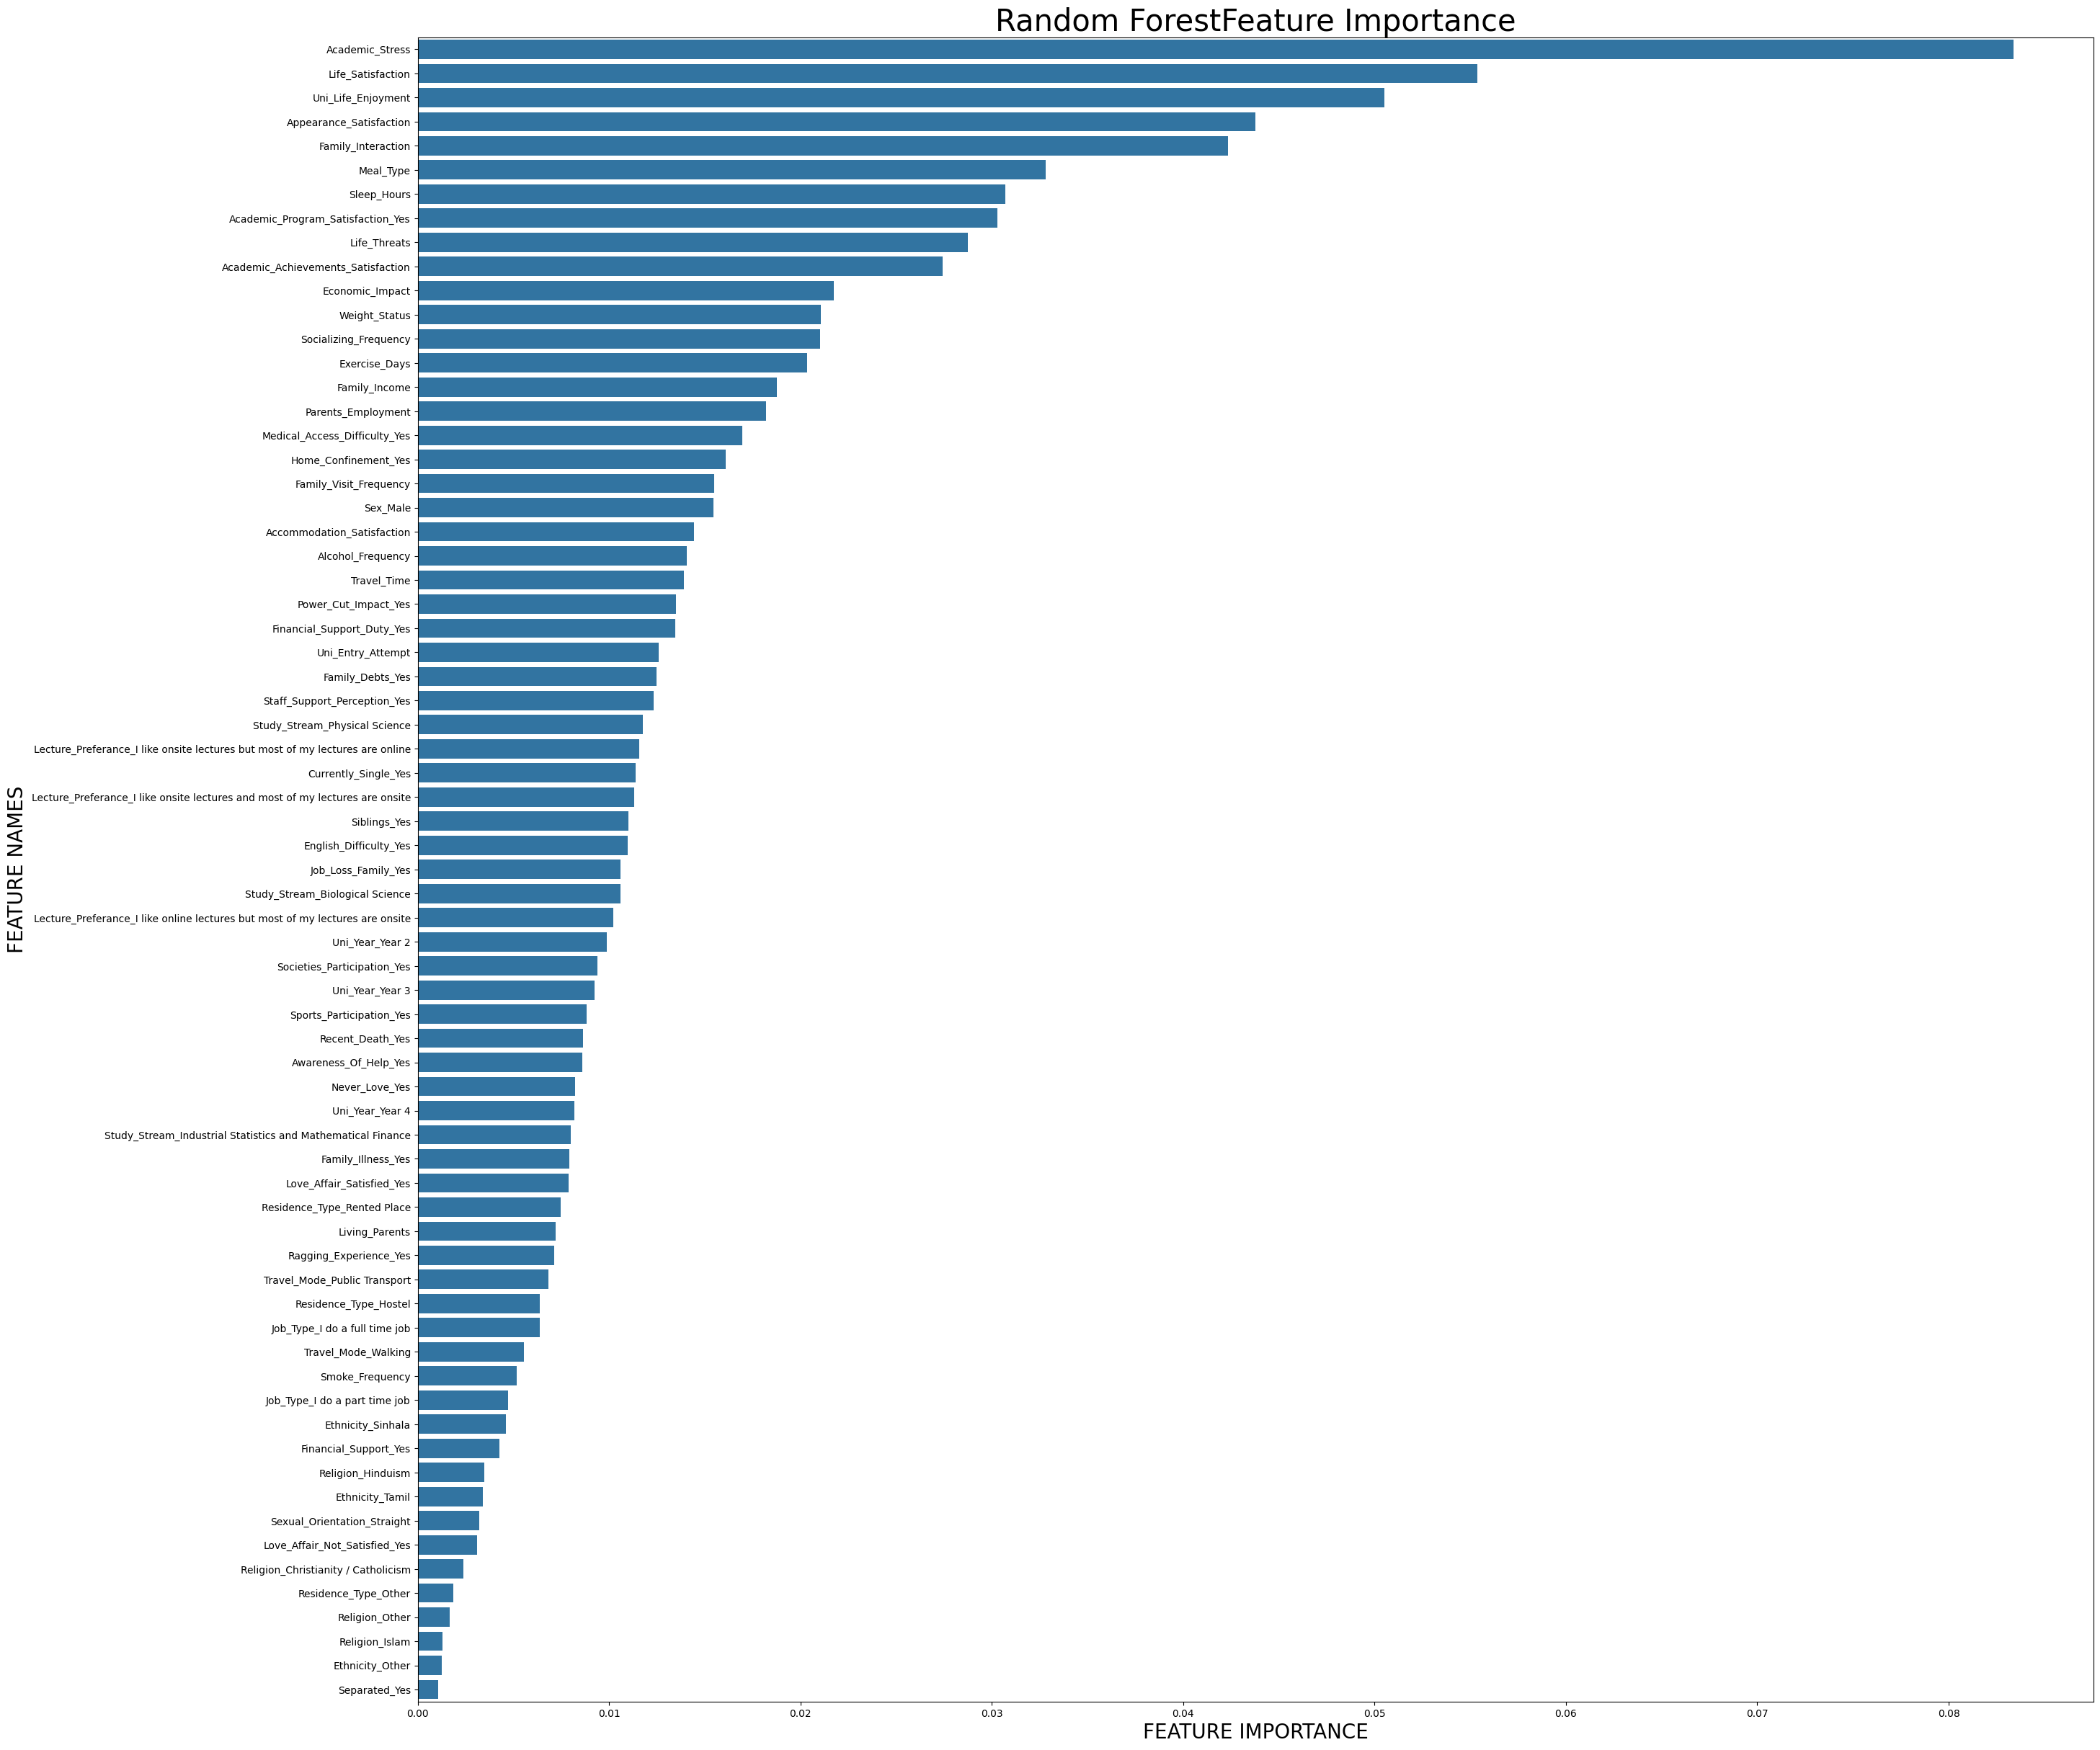 Random ForestFeature Importance
Academic_Stress
Life_Satisfaction
Uni_Life_Enjoyment
Appearance_Satisfaction
Family_Interaction
Meal_Type
Sleep_Hours
Academic_Program_Satisfaction_Yes
Life_Threats
Academic_Achievements_Satisfaction
Economic_Impact
Weight_Status
Socializing_Frequency
Exercise_Days
Family_Income
Parents_Employment
Medical_Access_Difficulty_Yes
Home_Confinement_Yes
Family_Visit_Frequency
Sex_Male
Accommodation_Satisfaction
Alcohol_Frequency
Travel_Time
Power_Cut_Impact_Yes
Financial_Support_Duty_Yes
Uni_Entry_Attempt
Family_Debts_Yes
Staff_Support_Perception_Yes
Study_Stream_Physical Science
Lecture_Preferance_I like onsite lectures but most of my lectures are online
Currently_Single_Yes
Lecture_Preferance_I like onsite lectures and most of my lectures are onsite
Siblings_Yes
English_Difficulty_Yes
Job_Loss_Family_Yes
Study_Stream_Biological Science
Lecture_Preferance_I like online lectures but most of my lectures are onsite
Uni_Year_Year 2
Societies_Participation_Yes
Uni_Year_Year 3
Sports_Participation_Yes
Recent_Death_Yes
Awareness_Of_Help_Yes
Never_Love_Yes
Uni_Year_Year 4
Study_Stream_Industrial Statistics and Mathematical Finance
Family_Illness_Yes
Love_Affair_Satisfied_Yes
Residence_Type_Rented Place
Living_Parents
Ragging_Experience_Yes
Travel_Mode_Public Transport
Residence_Type_Hostel
Job_Type_I do a full time job
Travel_Mode_Walking
Smoke_Frequency
Job_Type_I do a part time job
Ethnicity_Sinhala
Financial_Support_Yes
Religion_Hinduism
Ethnicity_Tamil
Sexual_Orientation_Straight
Love_Affair_Not_Satisfied_Yes
Religion_Christianity / Catholicism
Residence_Type_Other
Religion_Other
Religion_Islam
Ethnicity_Other
Separated_Yes
FEATURE NAMES
0.00 0.01 0.02 0.03 0.04 0.05 0.06 0.07 0.08
FEATURE IMPORTANCE